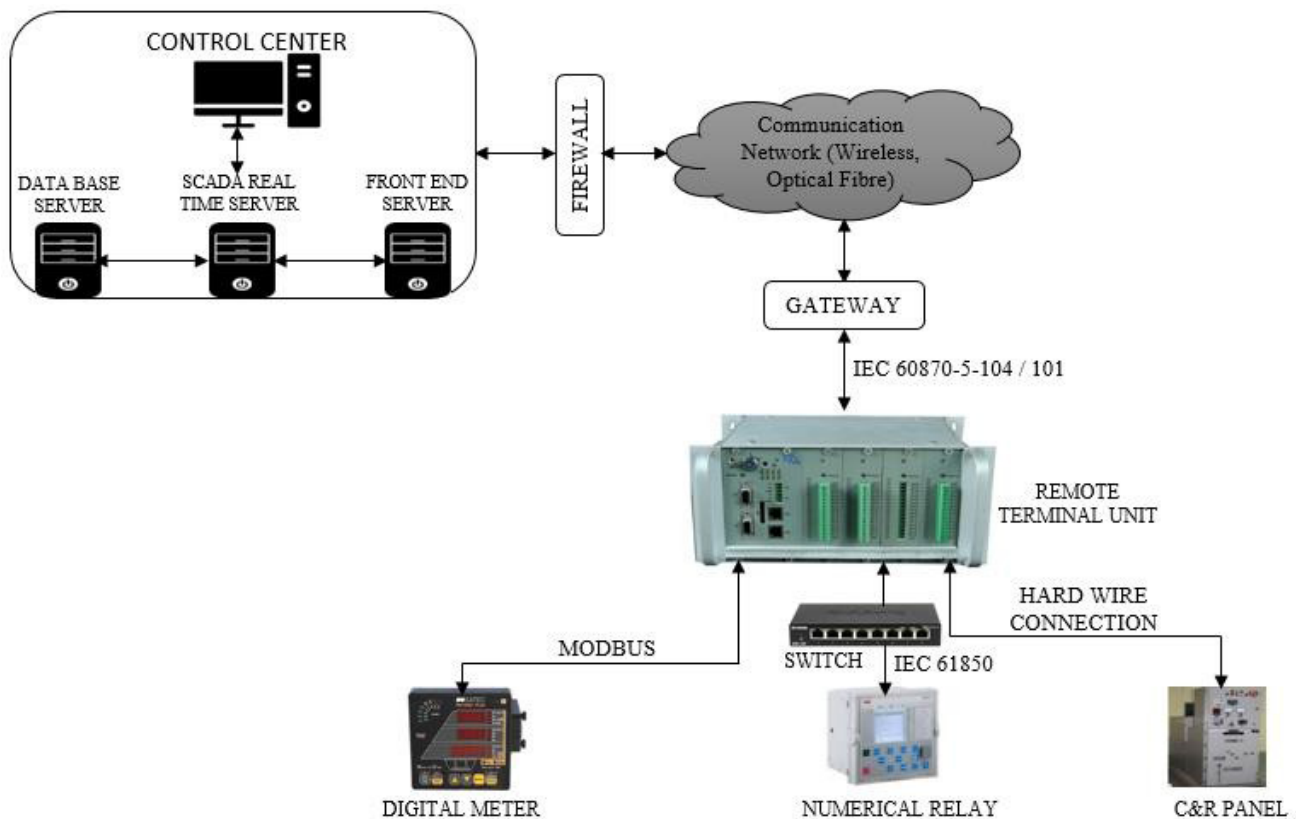 CONTROL CENTER
DATA BASE
SERVER
SCADA REAL
TIME SERVER
FRONT END
SERVER
FIREWALL
Communication
Network (Wireless,
Optical Fibre)
GATEWAY
IEC 60870-5-104 / 101
REMOTE
TERMINAL UNIT
HARD WIRE
CONNECTION
MODBUS
SWITCH
IEC 61850
DIGITAL METER
NUMERICAL RELAY
C&R PANEL